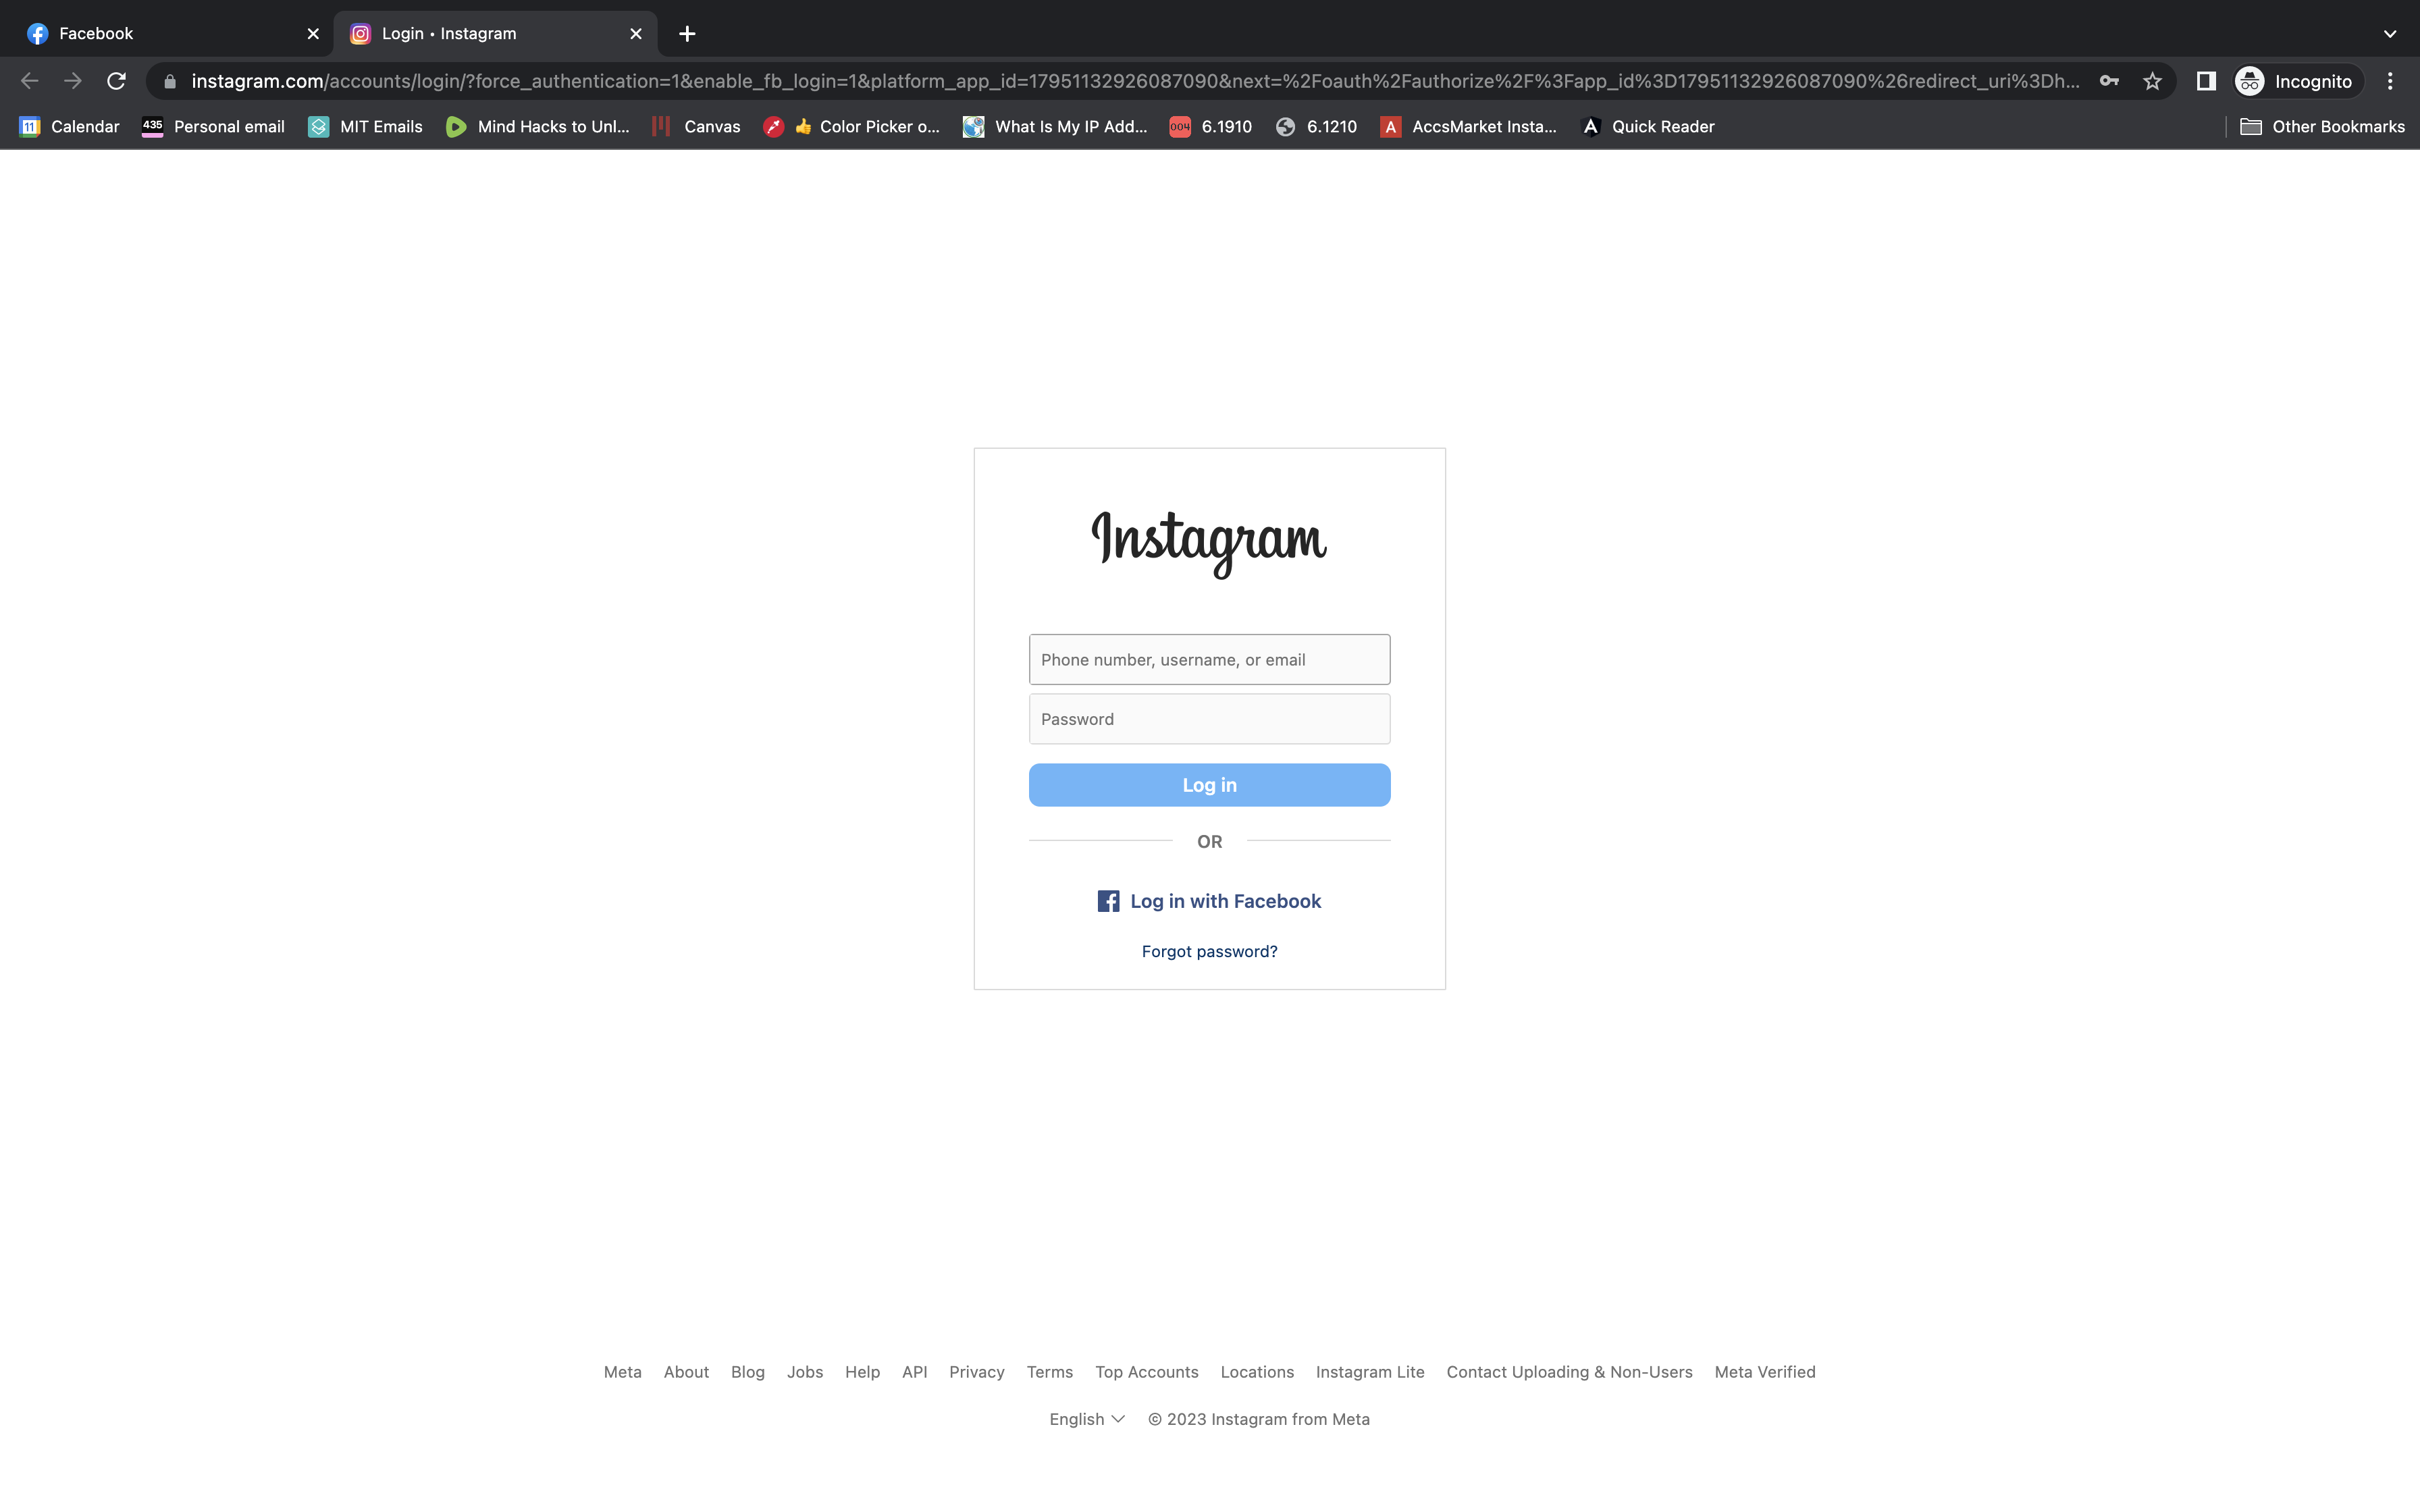 Facebook
Login • Instagram
instagram.com/accounts/login/?force_authentication=1&enable_fb_login=1&platform_app_id=17951132926087090&next=%2Foauth%2Fauthorize%2F%3Fapp_id%3D17951132926087090%26redirect_uri%3Dh...
Incognito
11 Calendar
435 Personal email
MIT Emails
Mind Hacks to Unl...
Canvas
👍 Color Picker o...
What Is My IP Add...
004 6.1910
6.1210
A AccsMarket Insta...
A Quick Reader
Other Bookmarks
Instagram
Phone number, username, or email
Password
Log in
OR
Log in with Facebook
Forgot password?
Meta About Blog Jobs Help API Privacy Terms Top Accounts Locations Instagram Lite Contact Uploading & Non-Users Meta Verified
English © 2023 Instagram from Meta